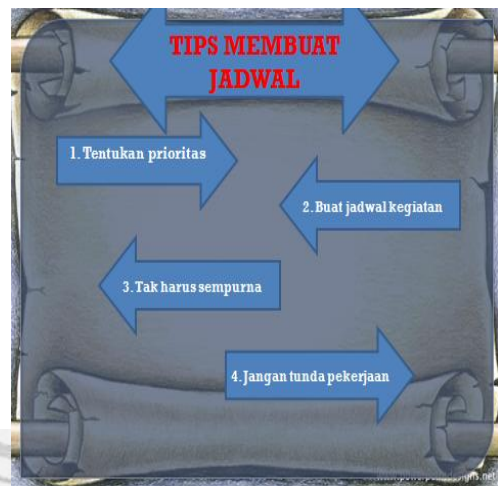 TIPS MEMBUAT
JADWAL
1. Tentukan prioritas
2. Buat jadwal kegiatan
3. Tak harus sempurna
4. Jangan tunda pekerjaan